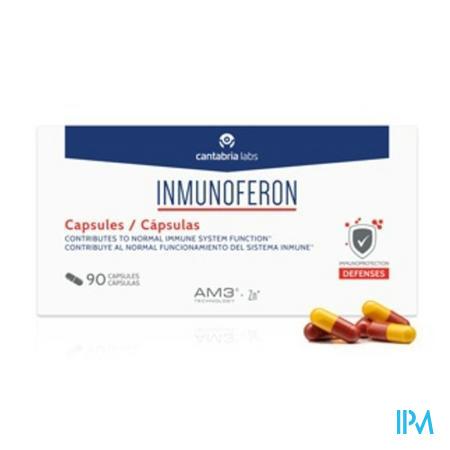 cantabria labs
INMUNOFERON
Capsules / Cápsulas
CONTRIBUTES TO NORMAL IMMUNE SYSTEM FUNCTION*
CONTRIBUYE AL NORMAL FUNCIONAMIENTO DEL SISTEMA INMUNE*
90 CAPSULES
CÁPSULAS
AM3® + Zn*
TECHNOLOGY
IMMUNOPROTECTION
DEFENSES
IPM